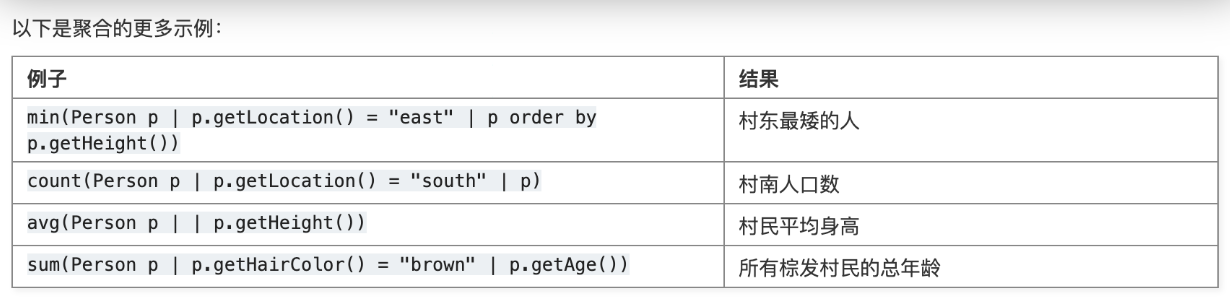 以下是聚合的更多示例：
例子
结果
min(Person p | p.getLocation() = "east" | p order by
p.getHeight())
村东最矮的人
count(Person p | p.getLocation() = "south" | p)
村南人口数
avg(Person p | | p.getHeight())
村民平均身高
sum(Person p | p.getHairColor() = "brown" | p.getAge())
所有棕发村民的总年龄